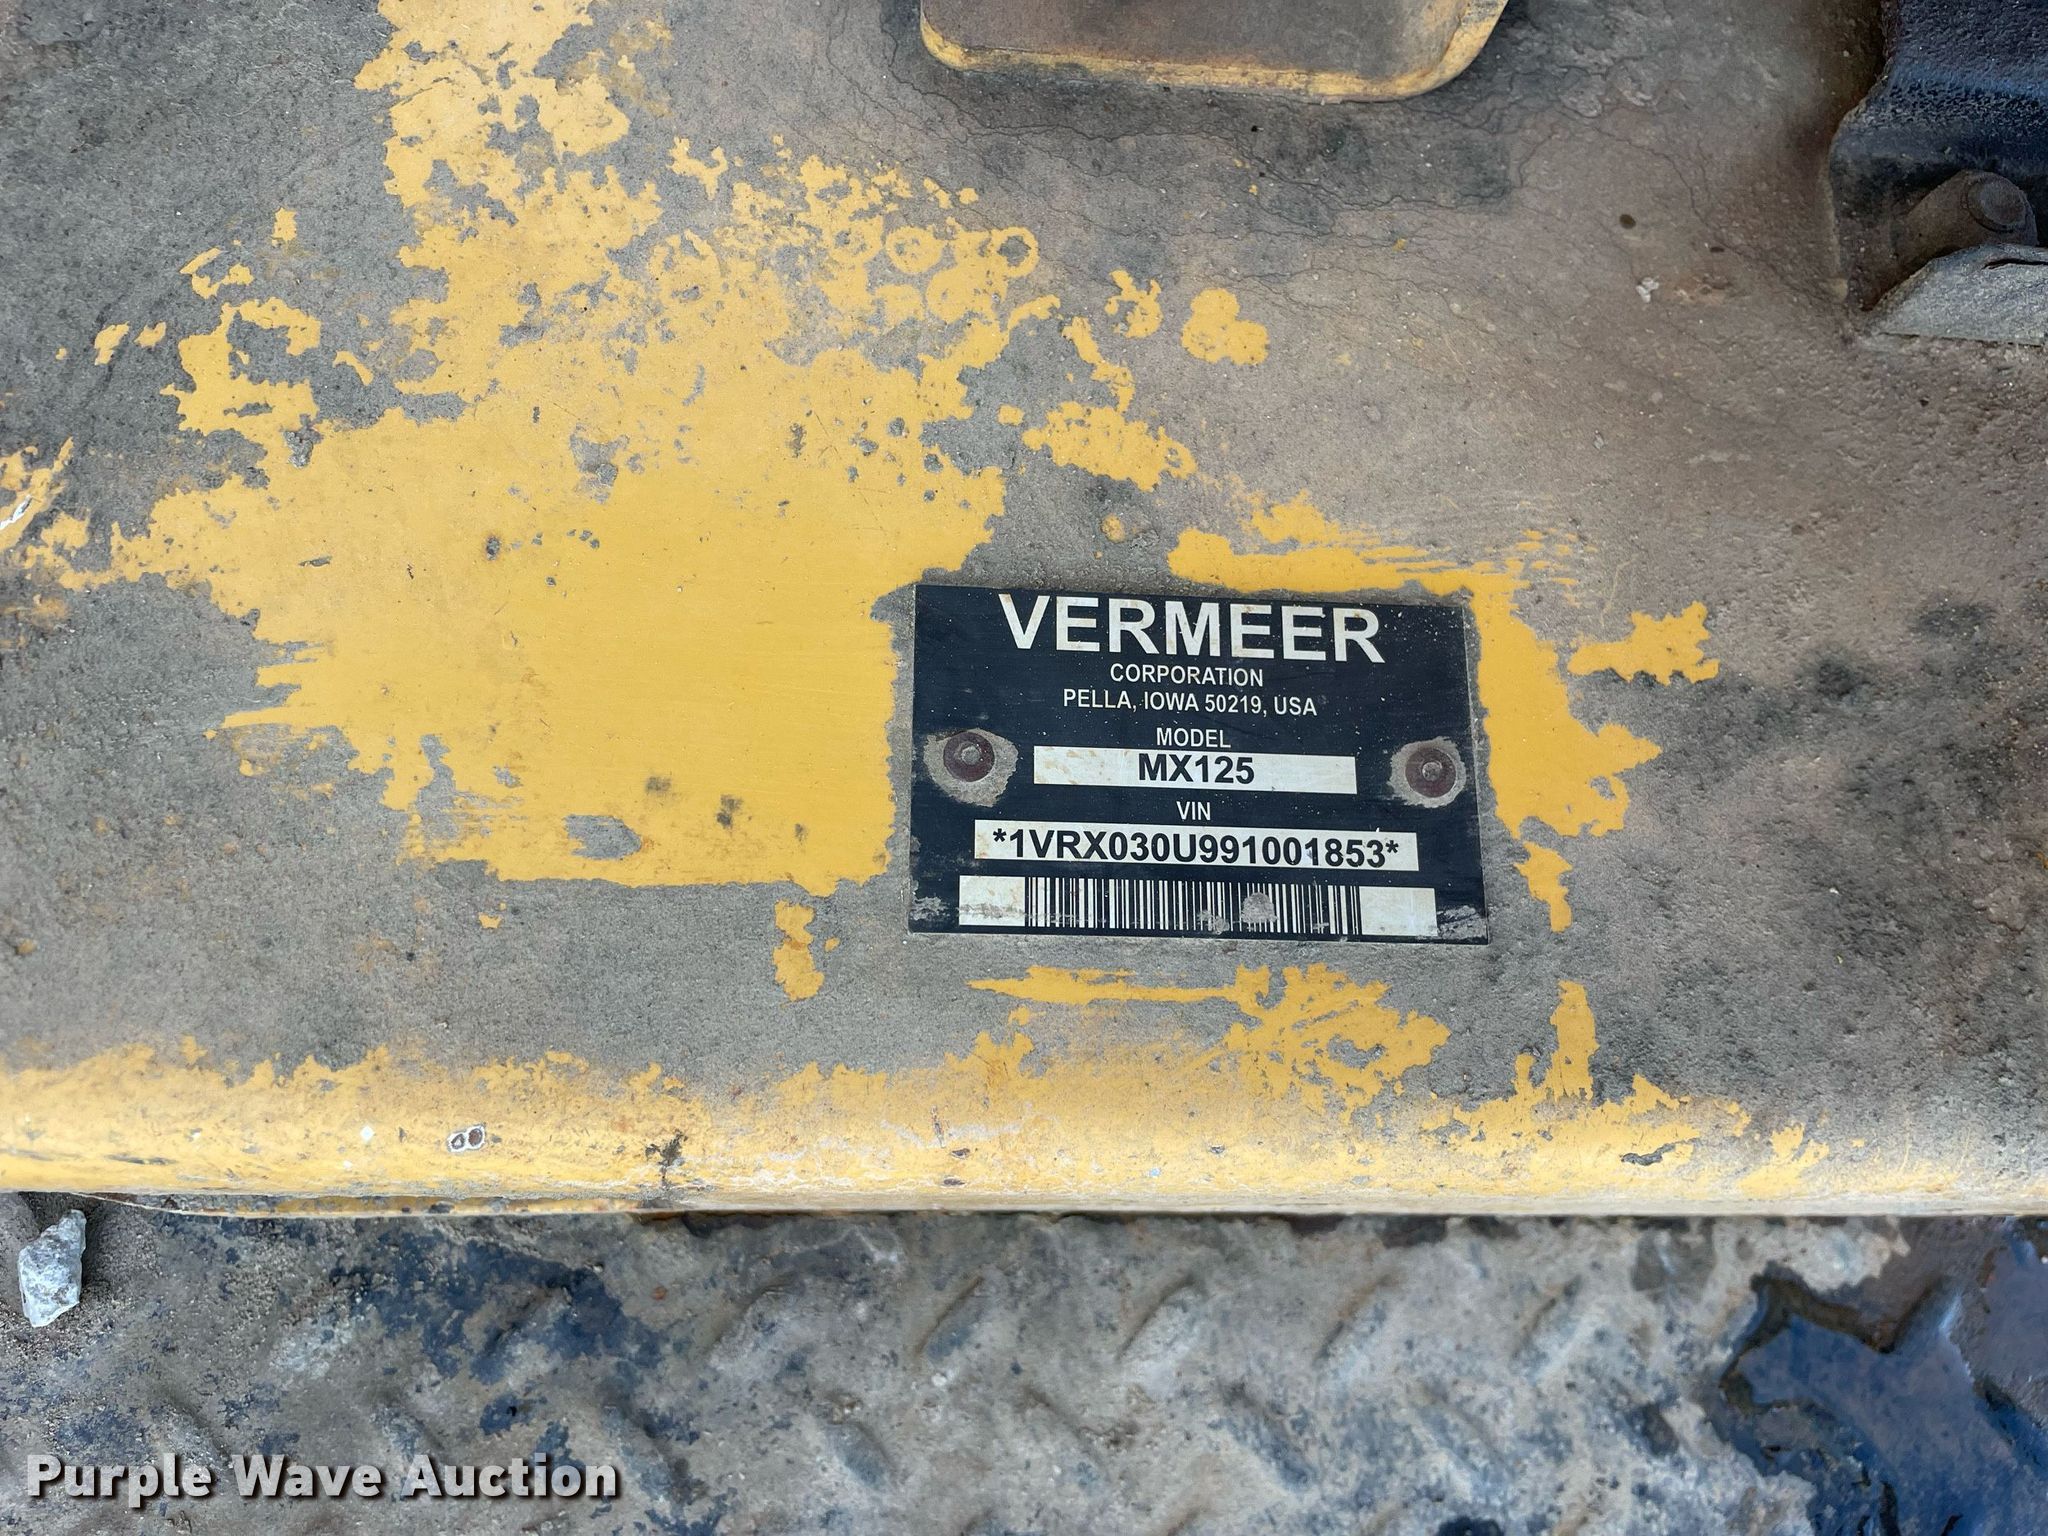 VERMEER
CORPORATION
PELLA, IOWA 50219, USA
MODEL
MX125
VIN
*1VRX030U991001853*
Purple Wave Auction